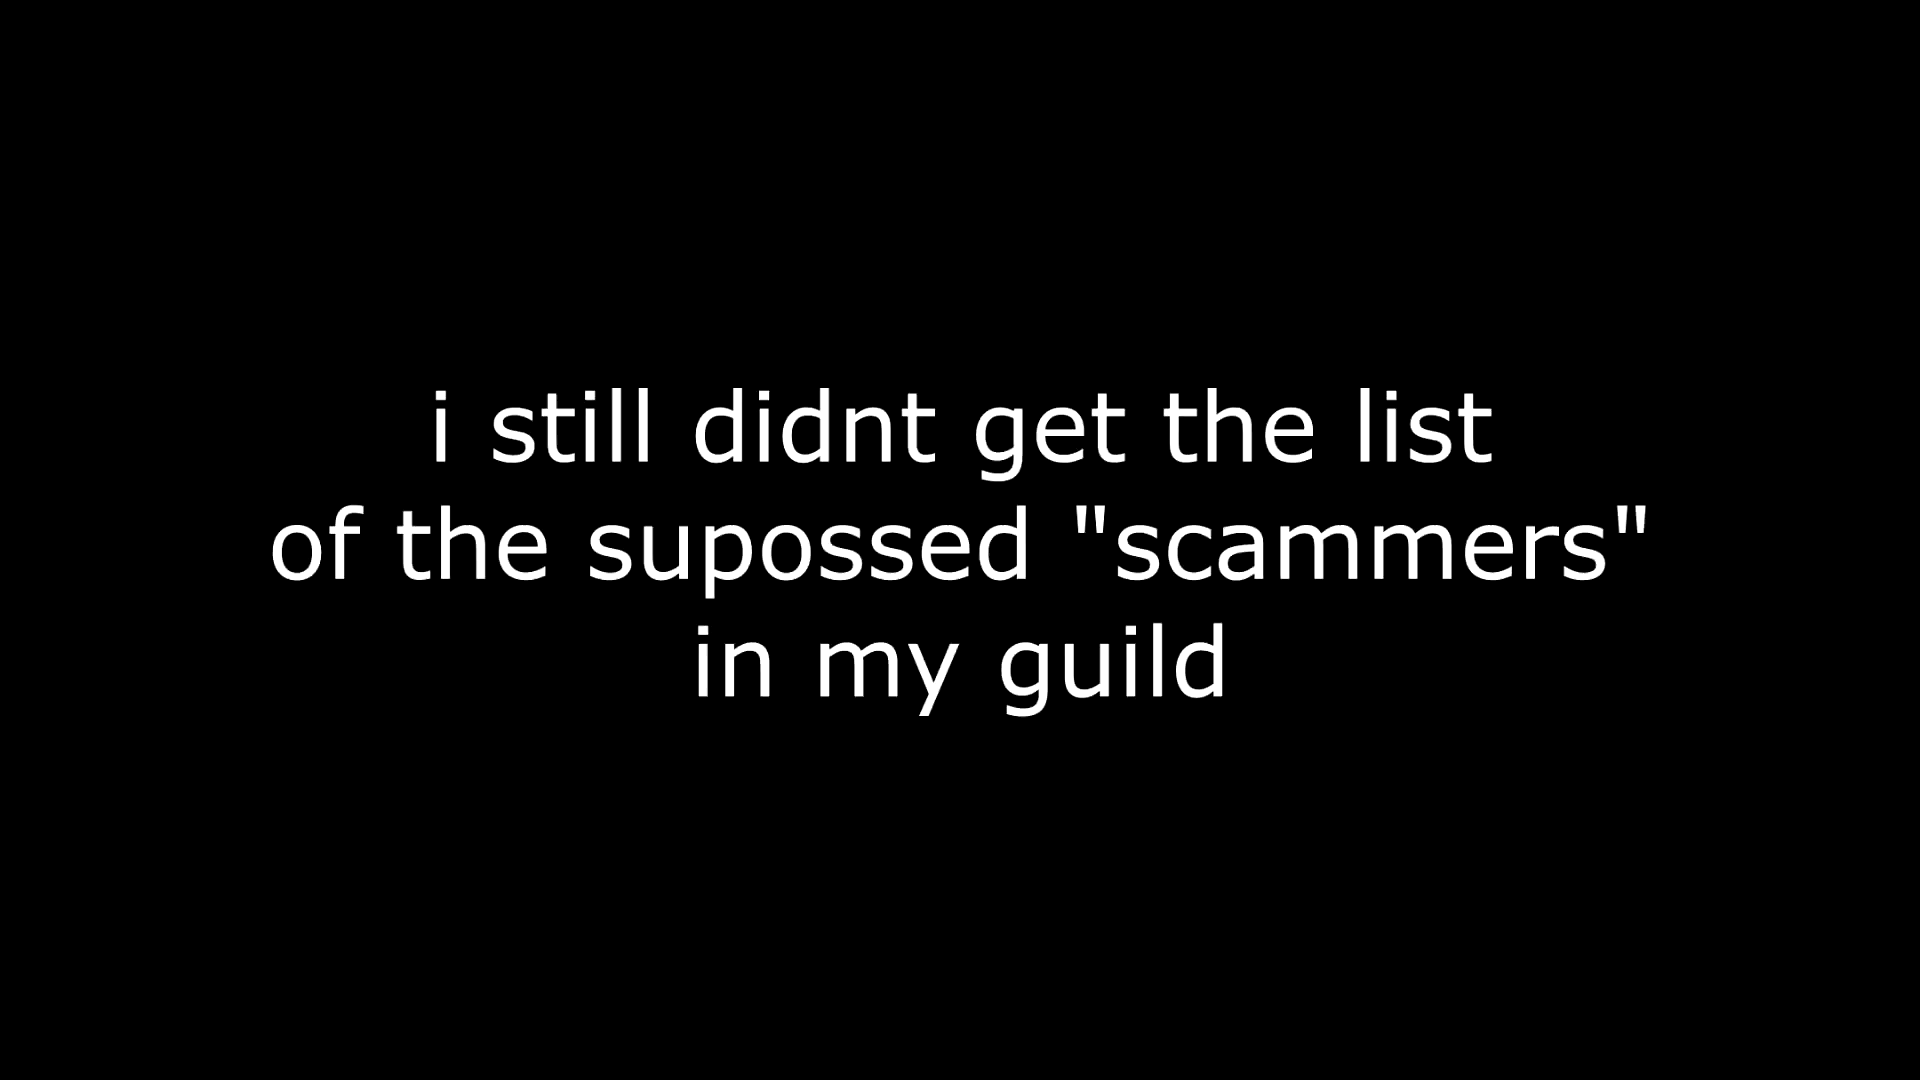 i still didnt get the list
of the supossed "scammers"
in my guild